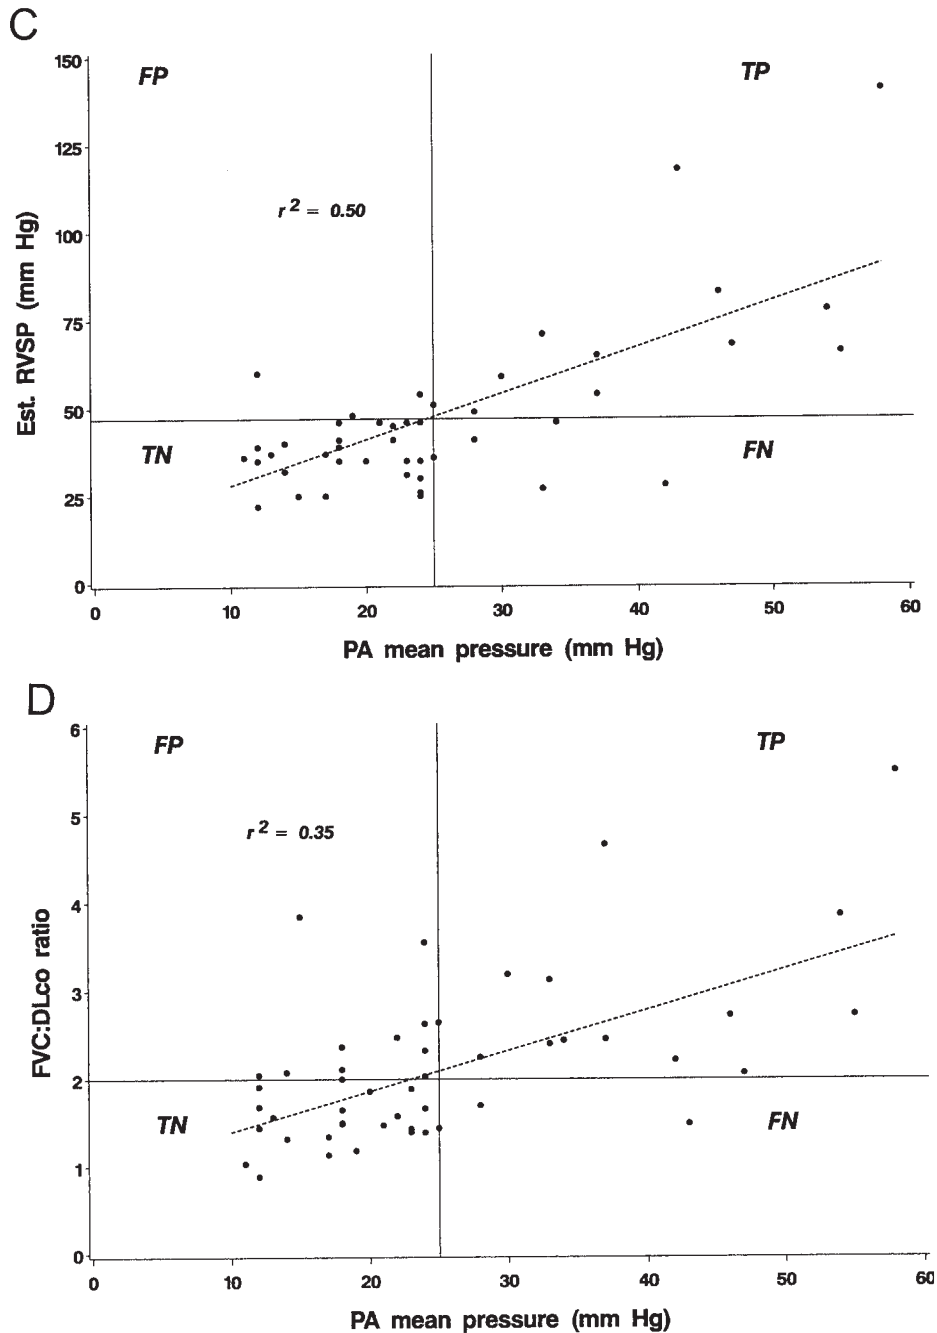 C
150
FP
TP
125
r² = 0.50
100
Est. RVSP (mm Hg)
75
50
TN
FN
25
0
0 10 20 30 40 50 60
PA mean pressure (mm Hg)
D
6
FP
TP
5
r² = 0.35
4
FVC:DLco ratio
3
2
TN
FN
1
0
0 10 20 30 40 50 60
PA mean pressure (mm Hg)